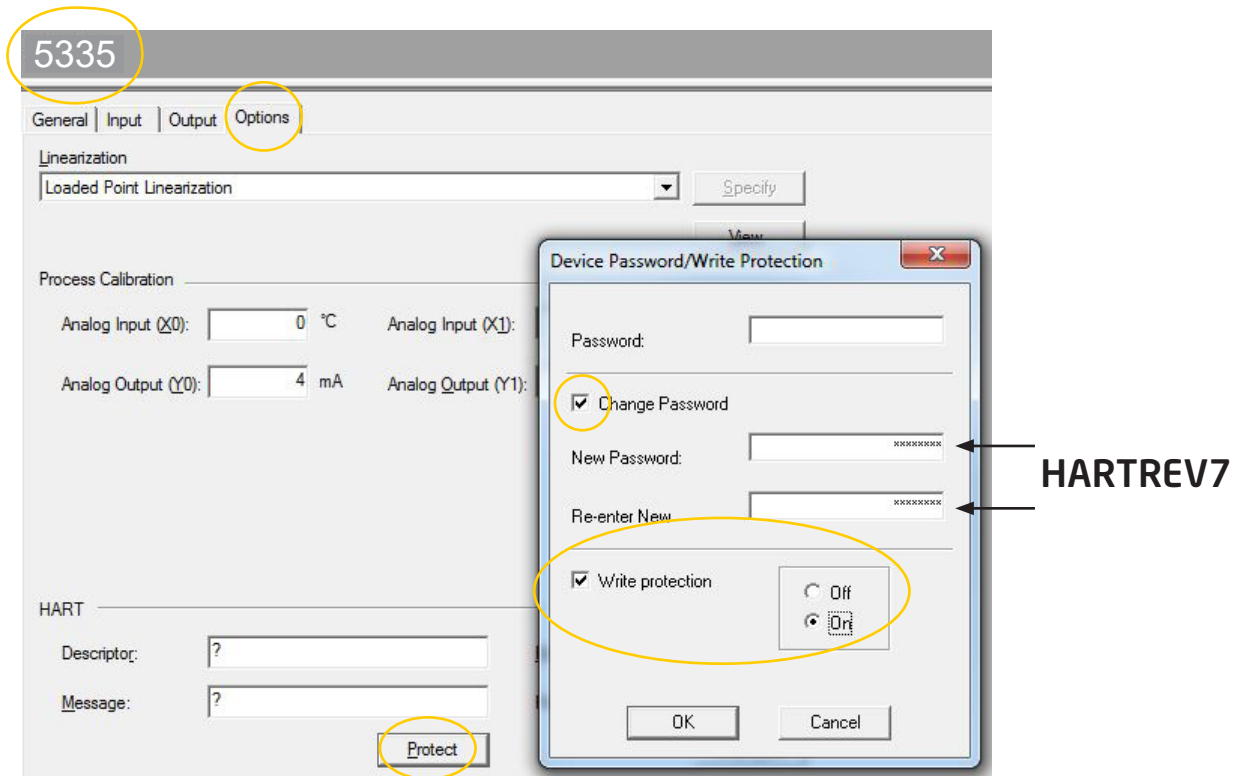 5335
General Input Output Options
Linearization
Loaded Point Linearization
Specify
View
Process Calibration
Analog Input (X0): 0 °C Analog Input (X1):
Analog Output (Y0): 4 mA Analog Output (Y1):
HART
Descriptor: ?
Message: ?
Protect
Device Password/Write Protection
Password:
Change Password
New Password: ********
Re-enter New ********
Write protection
Off
On
OK Cancel
HARTREV7